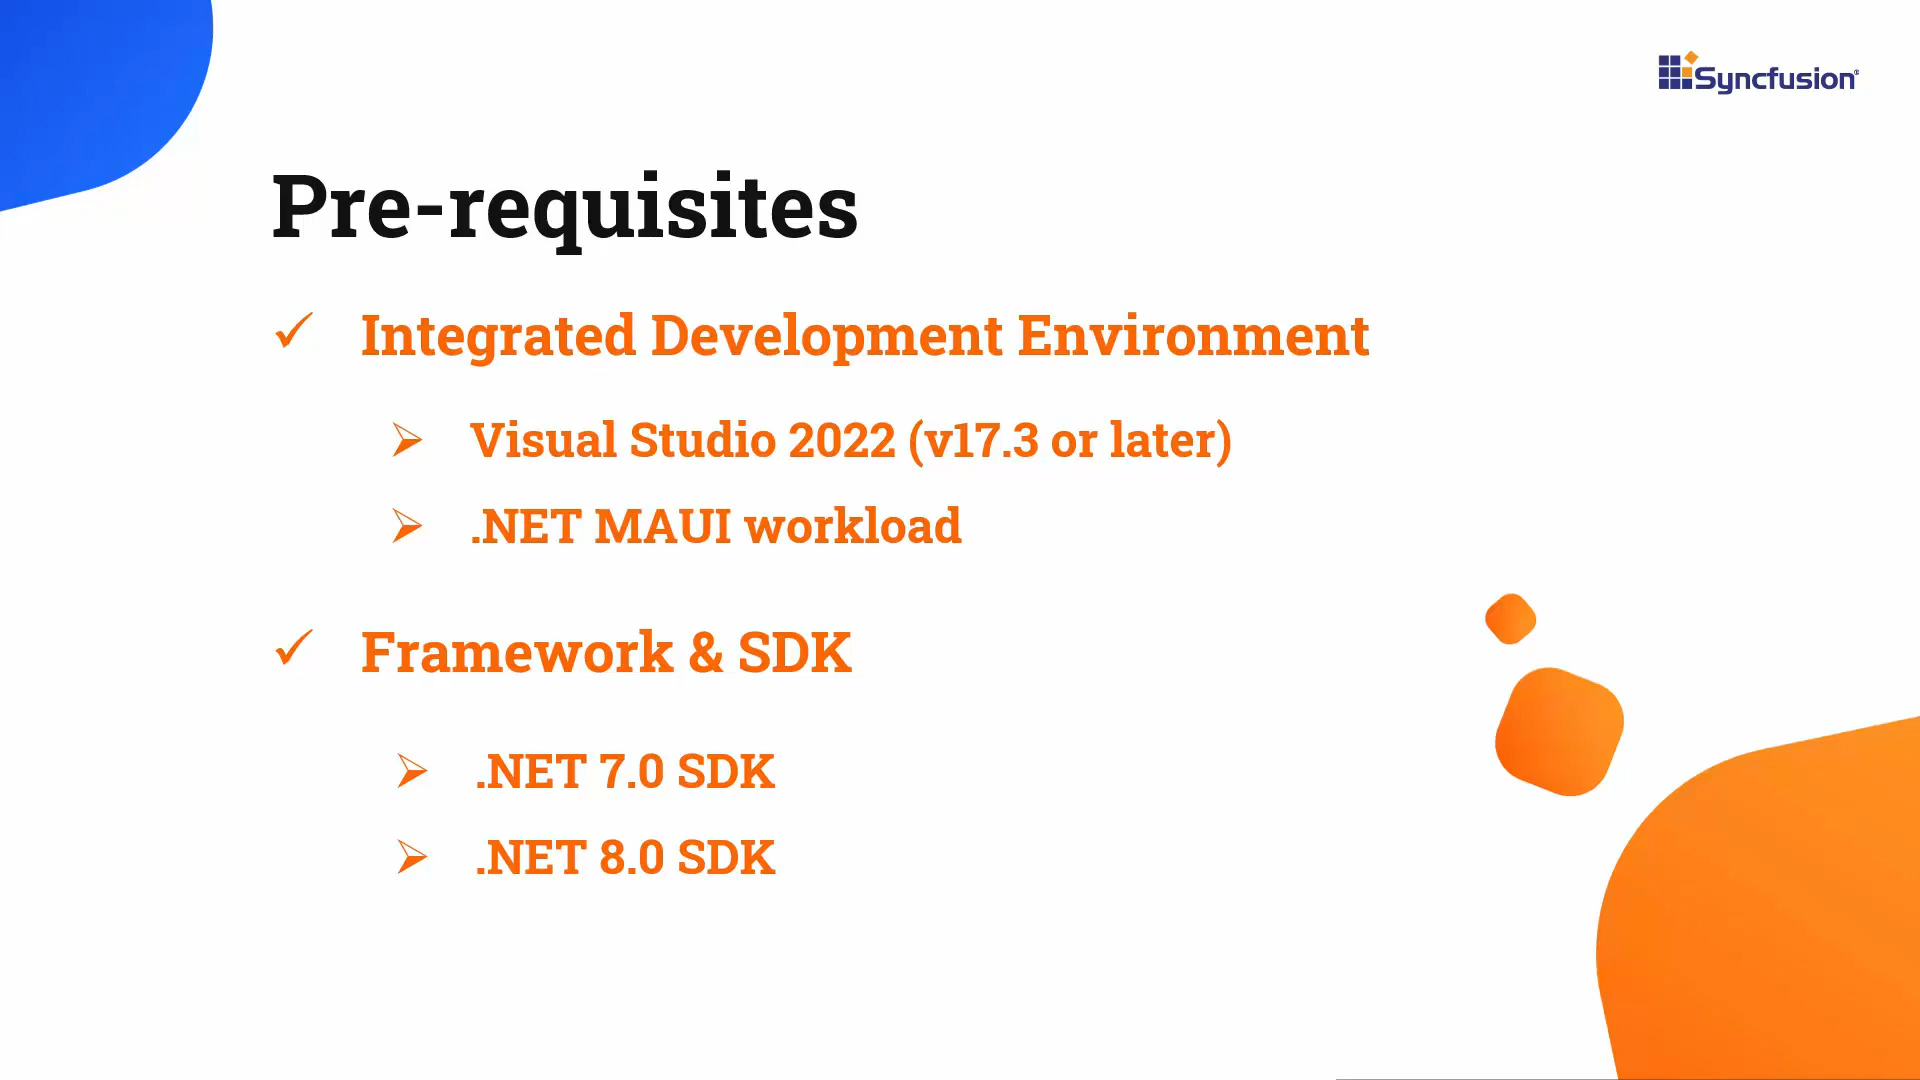 Syncfusion®
Pre-requisites
✓ Integrated Development Environment
➢ Visual Studio 2022 (v17.3 or later)
➢ .NET MAUI workload
✓ Framework & SDK
➢ .NET 7.0 SDK
➢ .NET 8.0 SDK